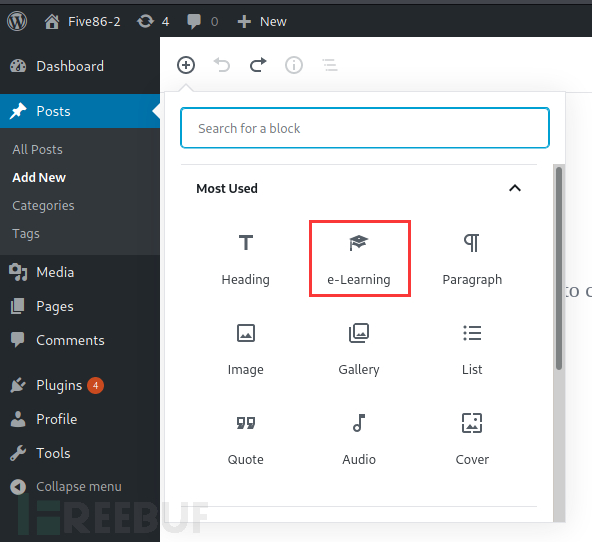 Five86-2 4 0 New
Dashboard
Posts
All Posts
Add New
Categories
Tags
Media
Pages
Comments
Plugins 4
Profile
Tools
Collapse menu
Search for a block
Most Used
Heading e-Learning Paragraph
Image Gallery List
Quote Audio Cover
to c
FREEBUF